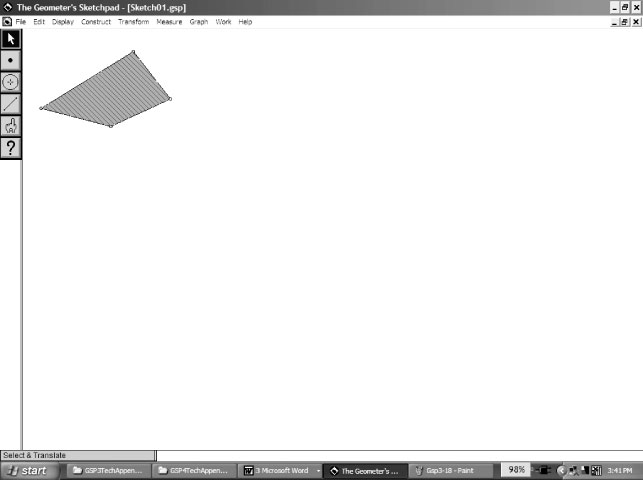 The Geometer's Sketchpad - [Sketch01.gsp]
File Edit Display Construct Transform Measure Graph Work Help
A
?
Select & Translate
start GSP3TechAppen... GSP4TechAppen... 3 Microsoft Word The Geometer's ... Gsp3-18 - Paint 98% 3:41 PM